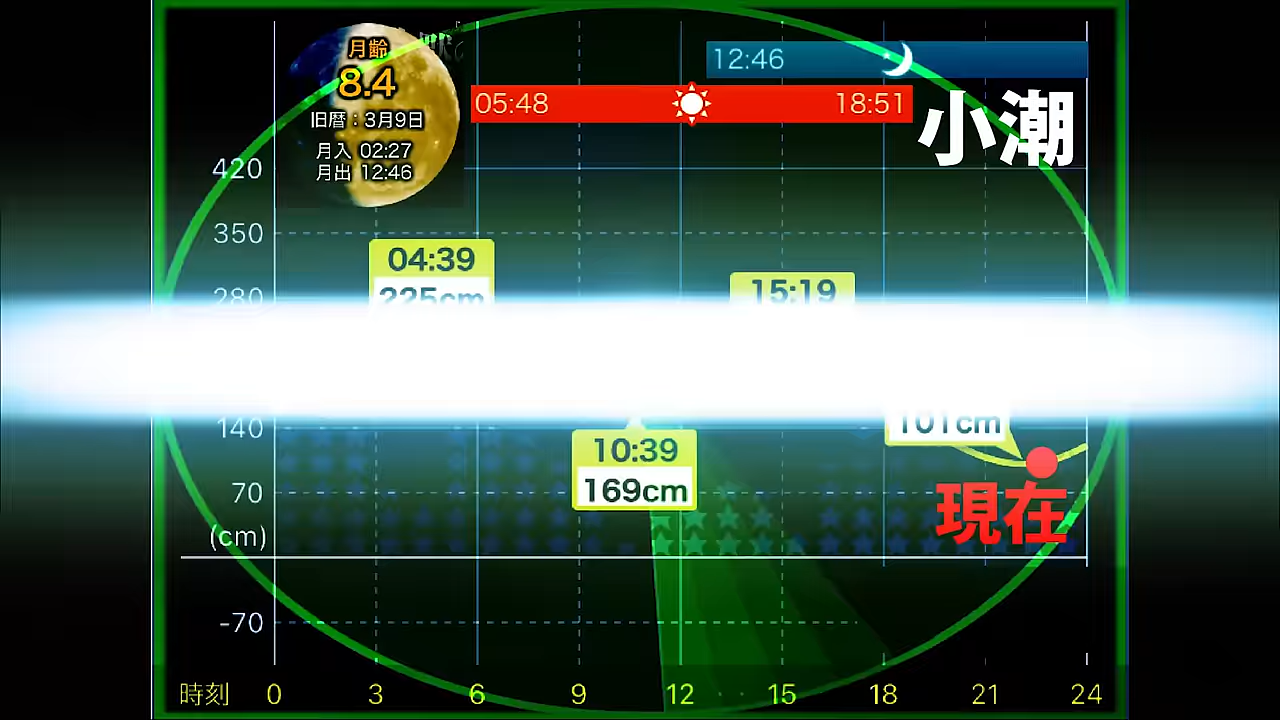 月齢
8.4
旧暦：3月9日
月入 02:27
月出 12:46
12:46
05:48
18:51
小潮
420
350
04:39
225cm
280
15:19
140
101cm
10:39
169cm
70
現在
(cm)
-70
時刻 0 3 6 9 12 15 18 21 24